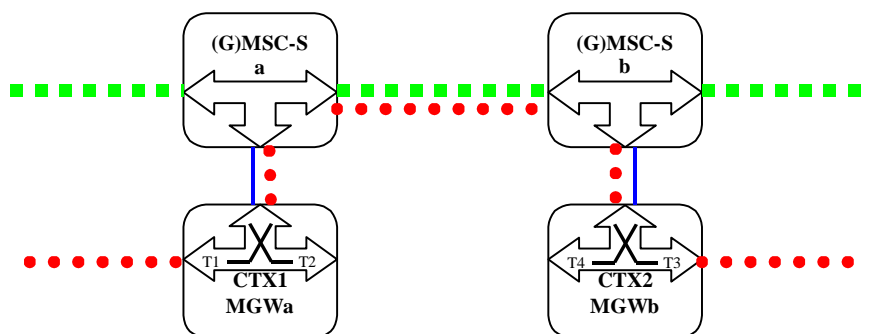 (G)MSC-S
a
(G)MSC-S
b
T1
T2
CTX1
MGWa
T4
T3
CTX2
MGWb